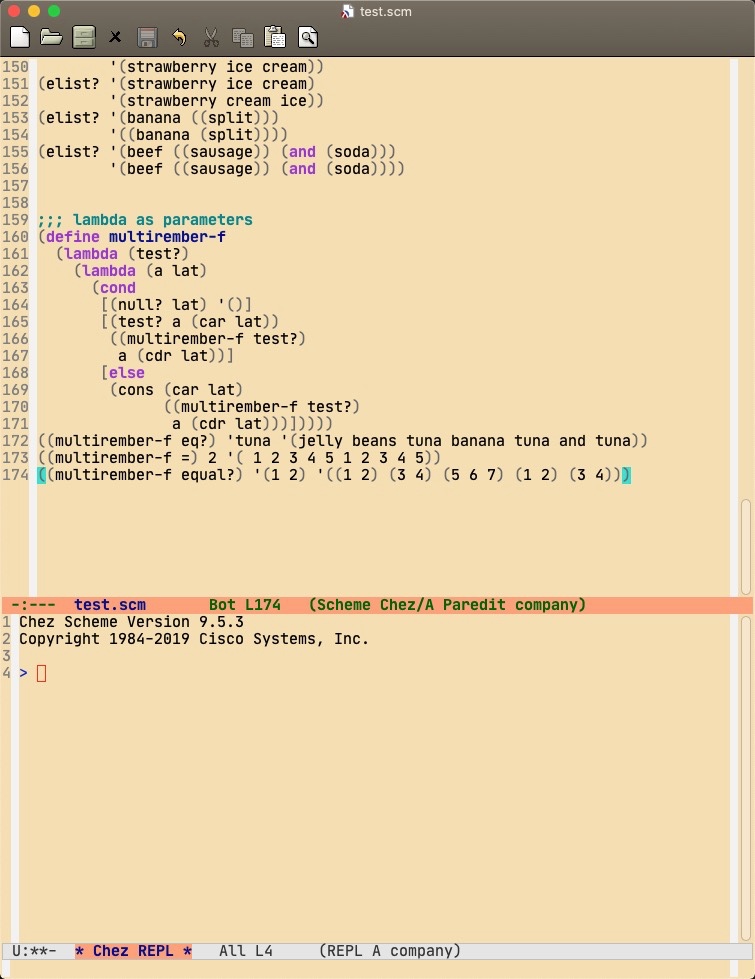 test.scm
150         '(strawberry ice cream))
151 (elist? '(strawberry ice cream)
152         '(strawberry cream ice))
153 (elist? '(banana ((split)))
154         '((banana (split))))
155 (elist? '(beef ((sausage)) (and (soda)))
156         '(beef ((sausage)) (and (soda))))
157
158
159 ;;; lambda as parameters
160 (define multirember-f
161   (lambda (test?)
162     (lambda (a lat)
163       (cond
164        [(null? lat) '()]
165        [(test? a (car lat))
166         ((multirember-f test?)
167          a (cdr lat))]
168        [else
169         (cons (car lat)
170               ((multirember-f test?)
171                a (cdr lat)))]))))
172 ((multirember-f eq?) 'tuna '(jelly beans tuna banana tuna and tuna))
173 ((multirember-f =) 2 '( 1 2 3 4 5 1 2 3 4 5))
174 ((multirember-f equal?) '(1 2) '((1 2) (3 4) (5 6 7) (1 2) (3 4)))
-:---  test.scm       Bot L174   (Scheme Chez/A Paredit company)
1 Chez Scheme Version 9.5.3
2 Copyright 1984-2019 Cisco Systems, Inc.
3
4 >
U:**-  * Chez REPL *   All L4     (REPL A company)